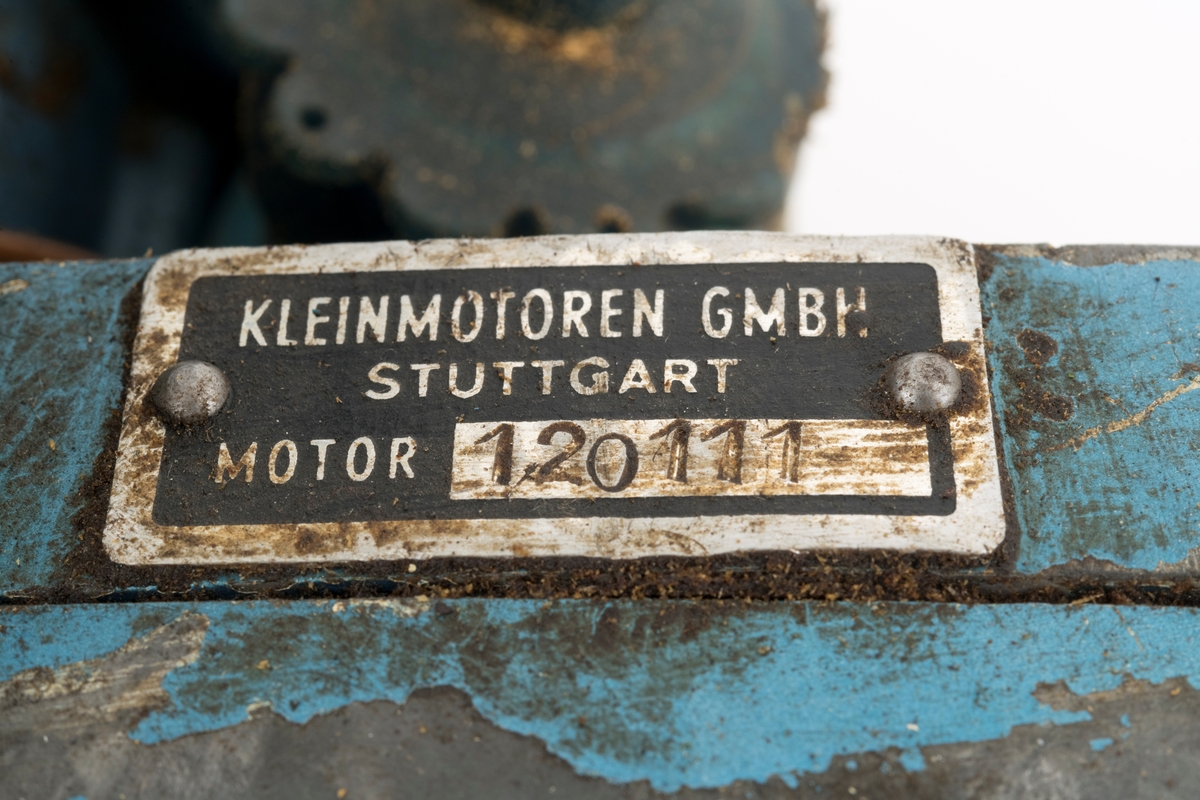 KLEINMOTOREN GMBH
STUTTGART
MOTOR 120111